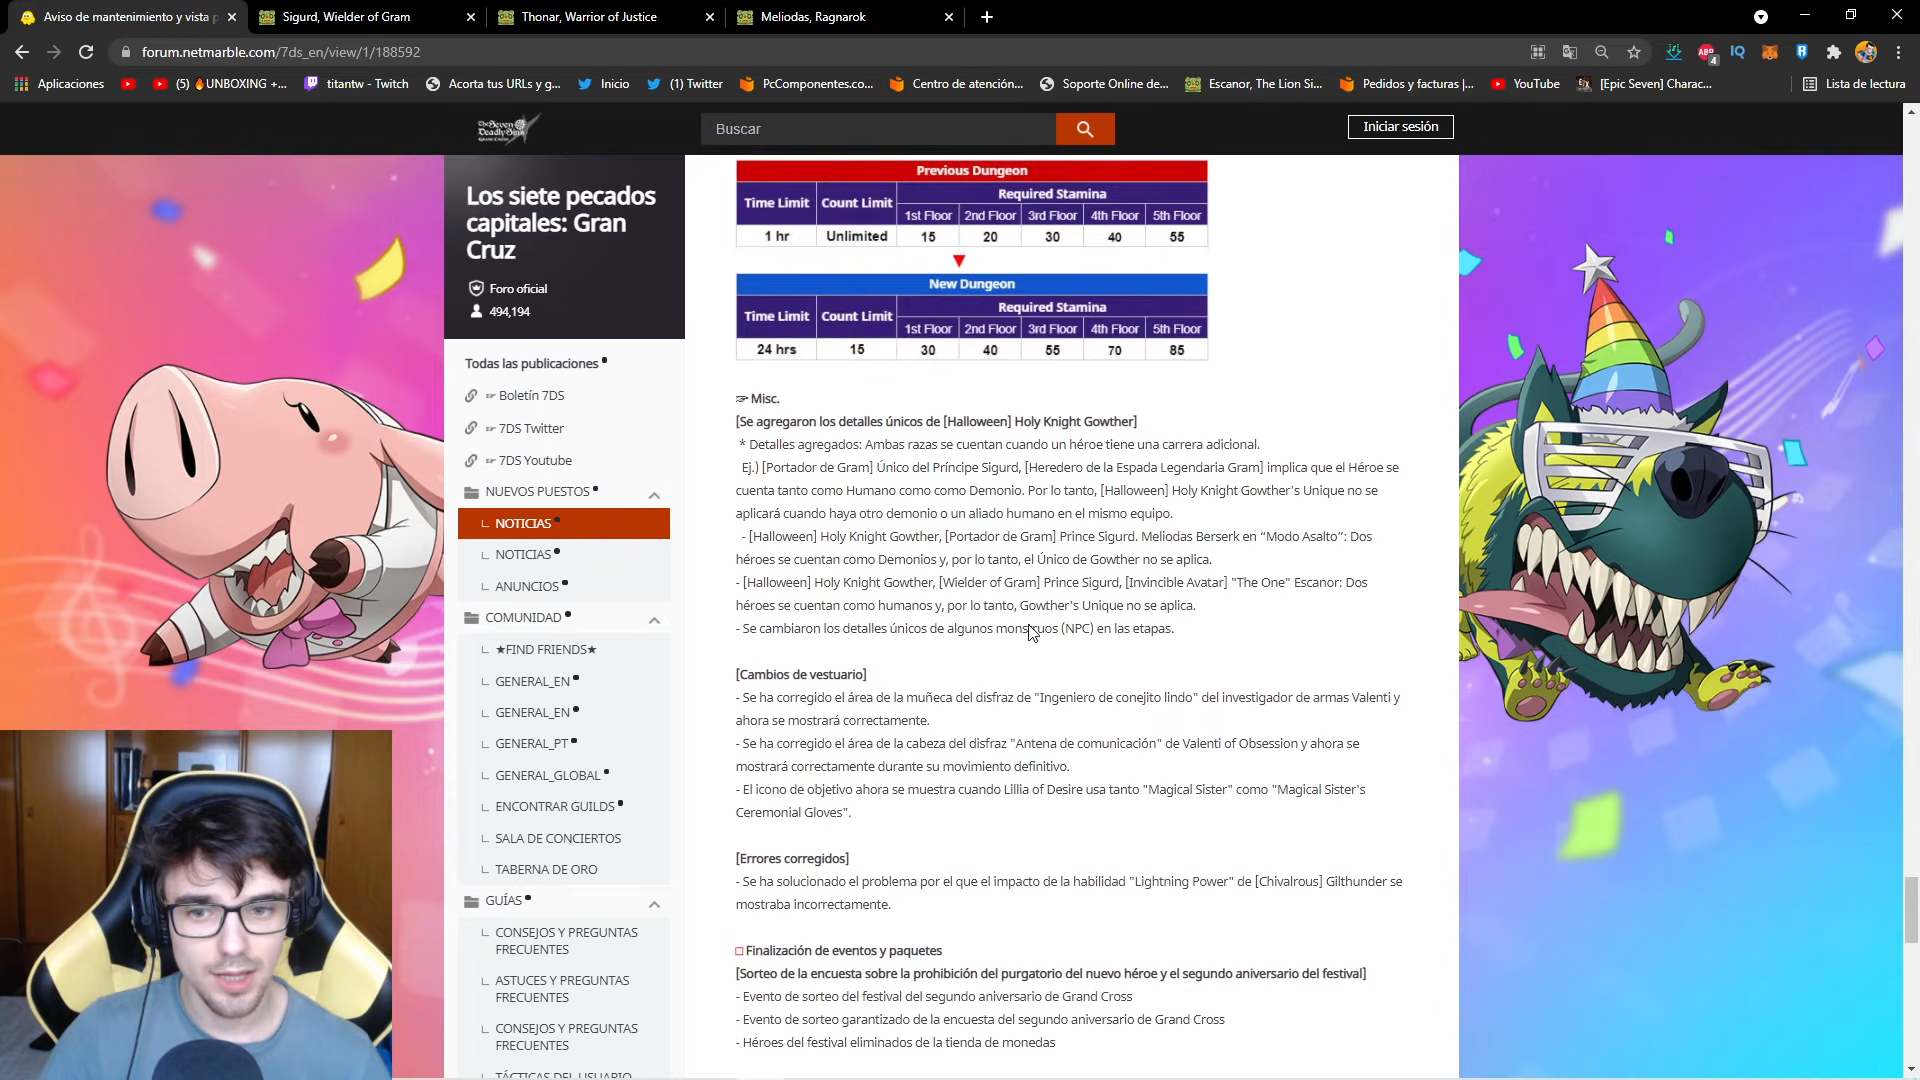 Aviso de mantenimiento y vista p
Sigurd, Wielder of Gram
Thonar, Warrior of Justice
Meliodas, Ragnarok
forum.netmarble.com/7ds_en/view/1/188592
ABP
4
IQ
Aplicaciones
(5) 🔥UNBOXING +...
titantw - Twitch
Acorta tus URLs y g...
Inicio
(1) Twitter
PcComponentes.co...
Centro de atención...
Soporte Online de...
Escanor, The Lion Si...
Pedidos y facturas |...
YouTube
[Epic Seven] Charac...
Lista de lectura
The Seven
Deadly Sins
Buscar
Iniciar sesión
Los siete pecados
capitales: Gran
Cruz
Foro oficial
494,194
Todas las publicaciones
☞ Boletín 7DS
☞ 7DS Twitter
☞ 7DS Youtube
NUEVOS PUESTOS
NOTICIAS
NOTICIAS
ANUNCIOS
COMUNIDAD
★FIND FRIENDS★
GENERAL_EN
GENERAL_EN
GENERAL_PT
GENERAL_GLOBAL
ENCONTRAR GUILDS
SALA DE CONCIERTOS
TABERNA DE ORO
GUÍAS
CONSEJOS Y PREGUNTAS
FRECUENTES
ASTUCES Y PREGUNTAS
FRECUENTES
CONSEJOS Y PREGUNTAS
FRECUENTES
TÁCTICAS DEL USUARIO
Previous Dungeon
Time Limit Count Limit Required Stamina
1st Floor 2nd Floor 3rd Floor 4th Floor 5th Floor
1 hr Unlimited 15 20 30 40 55
▼
New Dungeon
Time Limit Count Limit Required Stamina
1st Floor 2nd Floor 3rd Floor 4th Floor 5th Floor
24 hrs 15 30 40 55 70 85
☞ Misc.
[Se agregaron los detalles únicos de [Halloween] Holy Knight Gowther]
* Detalles agregados: Ambas razas se cuentan cuando un héroe tiene una carrera adicional.
Ej.) [Portador de Gram] Único del Príncipe Sigurd, [Heredero de la Espada Legendaria Gram] implica que el Héroe se
cuenta tanto como Humano como como Demonio. Por lo tanto, [Halloween] Holy Knight Gowther's Unique no se
aplicará cuando haya otro demonio o un aliado humano en el mismo equipo.
- [Halloween] Holy Knight Gowther, [Portador de Gram] Prince Sigurd. Meliodas Berserk en “Modo Asalto”: Dos
héroes se cuentan como Demonios y, por lo tanto, el Único de Gowther no se aplica.
- [Halloween] Holy Knight Gowther, [Wielder of Gram] Prince Sigurd, [Invincible Avatar] "The One" Escanor: Dos
héroes se cuentan como humanos y, por lo tanto, Gowther's Unique no se aplica.
- Se cambiaron los detalles únicos de algunos monstruos (NPC) en las etapas.
[Cambios de vestuario]
- Se ha corregido el área de la muñeca del disfraz de "Ingeniero de conejito lindo" del investigador de armas Valenti y
ahora se mostrará correctamente.
- Se ha corregido el área de la cabeza del disfraz "Antena de comunicación" de Valenti of Obsession y ahora se
mostrará correctamente durante su movimiento definitivo.
- El icono de objetivo ahora se muestra cuando Lillia of Desire usa tanto "Magical Sister" como "Magical Sister's
Ceremonial Gloves".
[Errores corregidos]
- Se ha solucionado el problema por el que el impacto de la habilidad "Lightning Power" de [Chivalrous] Gilthunder se
mostraba incorrectamente.
□ Finalización de eventos y paquetes
[Sorteo de la encuesta sobre la prohibición del purgatorio del nuevo héroe y el segundo aniversario del festival]
- Evento de sorteo del festival del segundo aniversario de Grand Cross
- Evento de sorteo garantizado de la encuesta del segundo aniversario de Grand Cross
- Héroes del festival eliminados de la tienda de monedas